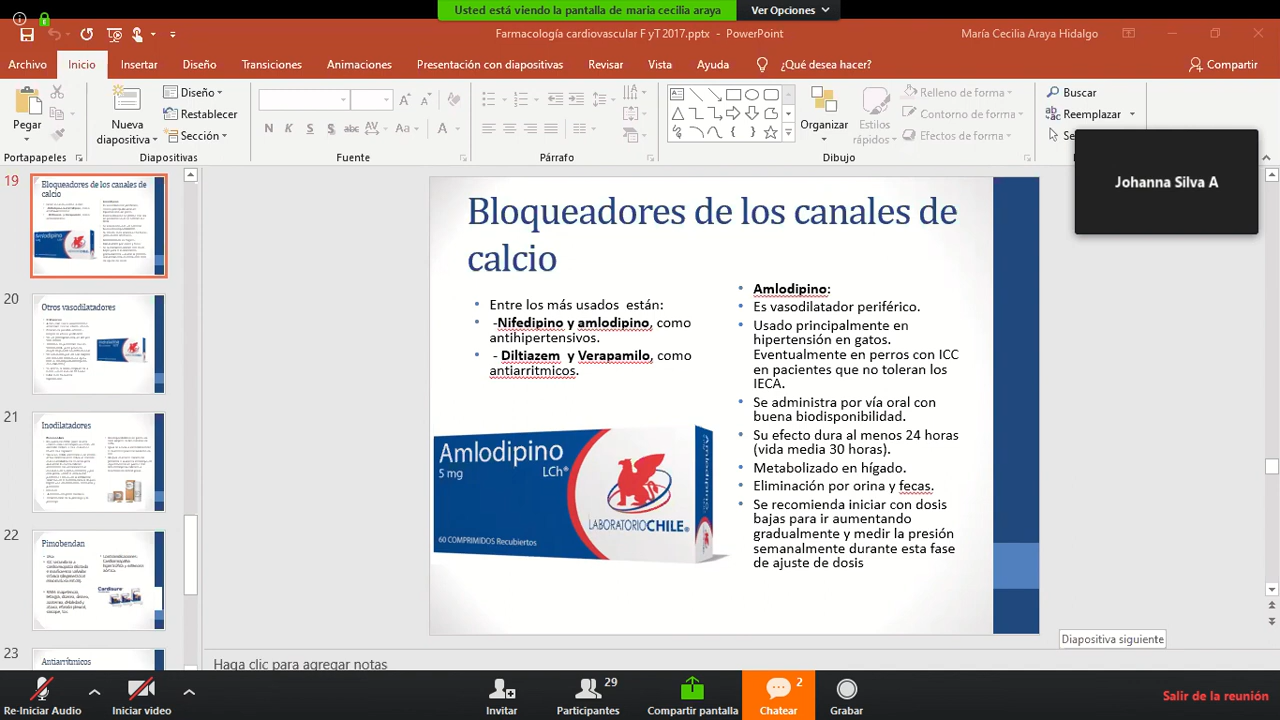 Usted está viendo la pantalla de maria cecilia araya
Ver Opciones
Farmacología cardiovascular F yT 2017.pptx - PowerPoint
María Cecilia Araya Hidalgo
Archivo Inicio Insertar Diseño Transiciones Animaciones Presentación con diapositivas Revisar Vista Ayuda ¿Qué desea hacer? Compartir
Pegar
Portapapeles
Nueva diapositiva
Diseño
Restablecer
Sección
Diapositivas
N K S S abc AV Aa A
Fuente
Párrafo
Organizar
Estilos rápidos
Relleno de forma
Contorno de forma
Efectos de forma
Dibujo
Buscar
Reemplazar
Johanna Silva A
19
Bloqueadores de los canales de
calcio
20
Otros vasodilatadores
21
Inodilatadores
22
Pimobendan
23
Antiarrítmicos
Bloqueadores de los canales de
calcio
Entre los más usados están:
-Nifedipino y amlodipino, como
antihipertensivos.
- Diltiazem y Verapamilo, como
antiarritmicos.
Amlodipino
5 mg
LCh®
LABORATORIOCHILE®
60 COMPRIMIDOS Recubiertos
Amlodipino
Amlodipino:
Es vasodilatador periférico.
Usado principalmente en
hipertensión en gatos.
Eventualmente en perros con ICC
en pacientes que no toleran los
IECA.
Se administra por vía oral con
buena biodisponibilidad.
Su efecto dura al menos 24 horas
(vida media 30 horas).
Metabolizado en hígado.
Eliminación por orina y fecas.
Se recomienda iniciar con dosis
bajas para ir aumentando
gradualmente y medir la presión
semanalmente durante esta fase
de ajuste de dosis
Diapositiva siguiente
Haga clic para agregar notas
Re-Iniciar Audio
Iniciar video
Invitar
29
Participantes
Compartir pantalla
2
Chatear
Grabar
Salir de la reunión